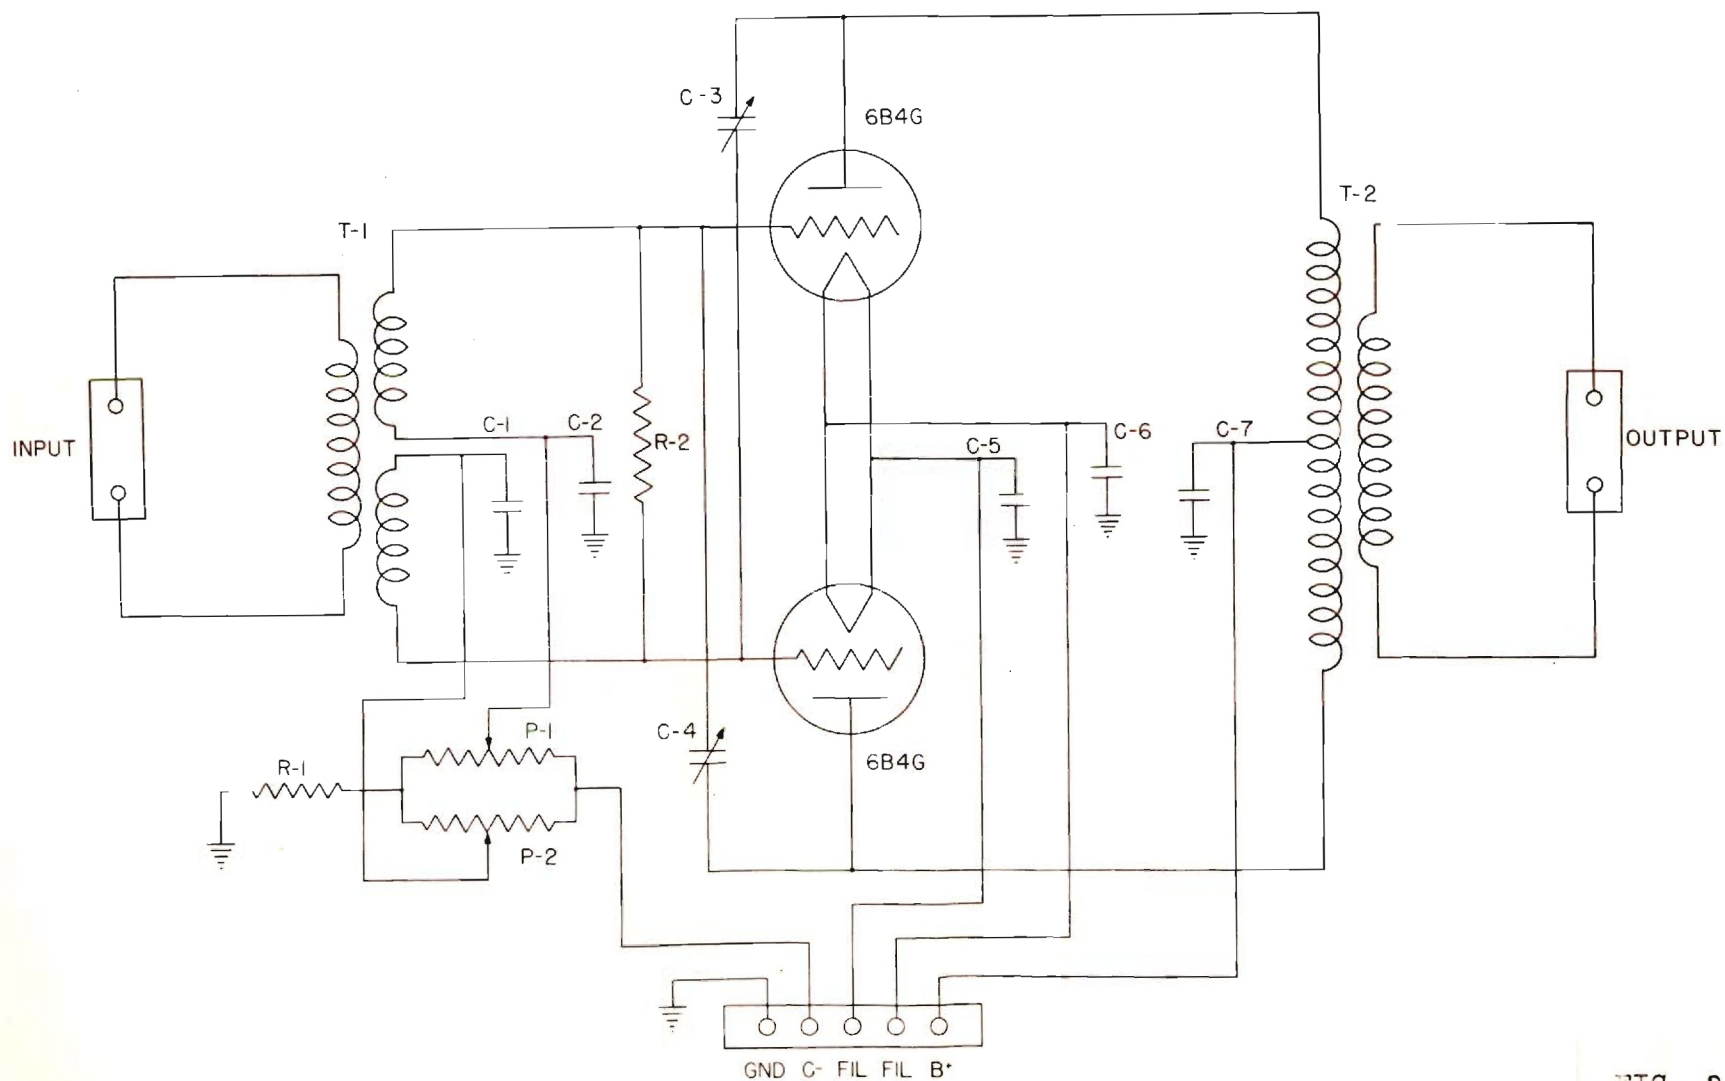 C-3
6B4G
T-1
T-2
C-1
C-2
R-2
C-5
C-6
C-7
INPUT
OUTPUT
P-1
C-4
6B4G
R-1
P-2
GND C- FIL FIL B+